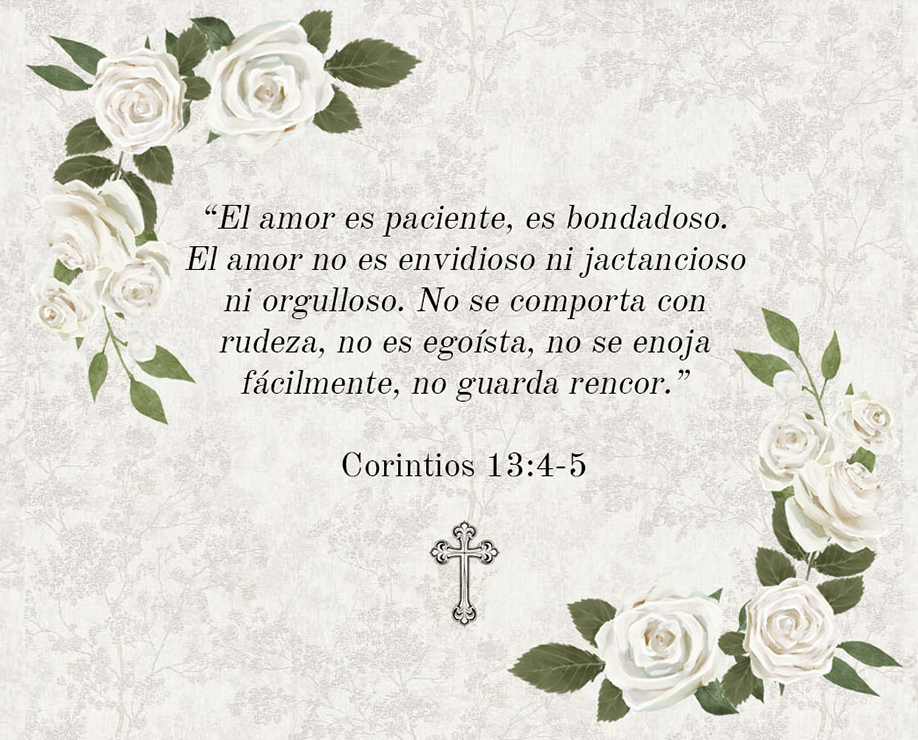 “El amor es paciente, es bondadoso.
El amor no es envidioso ni jactancioso
ni orgulloso. No se comporta con
rudeza, no es egoísta, no se enoja
fácilmente, no guarda rencor.”
Corintios 13:4-5